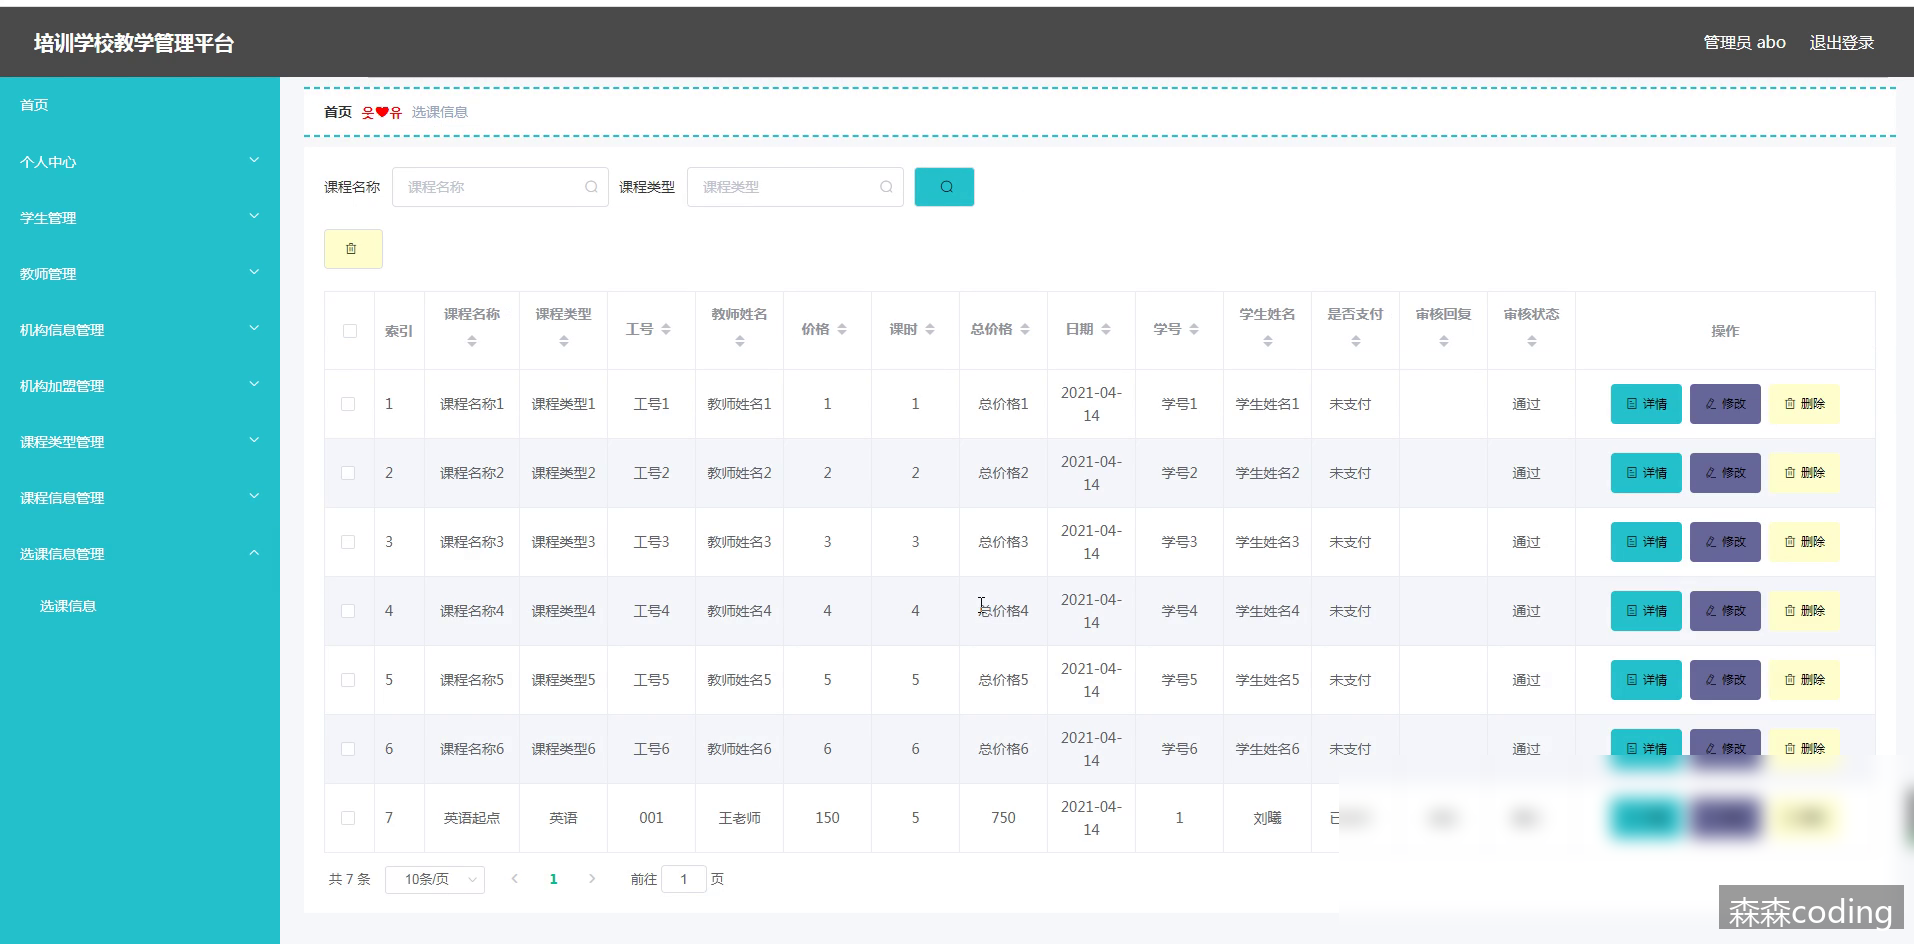 培训学校教学管理平台
管理员 abo 退出登录
首页
个人中心
学生管理
教师管理
机构信息管理
机构加盟管理
课程类型管理
课程信息管理
选课信息管理
选课信息
首页 웃❤유 选课信息
课程名称 课程名称 课程类型 课程类型
索引 课程名称 课程类型 工号 教师姓名 价格 课时 总价格 日期 学号 学生姓名 是否支付 审核回复 审核状态 操作
1 课程名称1 课程类型1 工号1 教师姓名1 1 1 总价格1 2021-04-14 学号1 学生姓名1 未支付 通过 详情 修改 删除
2 课程名称2 课程类型2 工号2 教师姓名2 2 2 总价格2 2021-04-14 学号2 学生姓名2 未支付 通过 详情 修改 删除
3 课程名称3 课程类型3 工号3 教师姓名3 3 3 总价格3 2021-04-14 学号3 学生姓名3 未支付 通过 详情 修改 删除
4 课程名称4 课程类型4 工号4 教师姓名4 4 4 总价格4 2021-04-14 学号4 学生姓名4 未支付 通过 详情 修改 删除
5 课程名称5 课程类型5 工号5 教师姓名5 5 5 总价格5 2021-04-14 学号5 学生姓名5 未支付 通过 详情 修改 删除
6 课程名称6 课程类型6 工号6 教师姓名6 6 6 总价格6 2021-04-14 学号6 学生姓名6 未支付 通过 详情 修改 删除
7 英语起点 英语 001 王老师 150 5 750 2021-04-14 1 刘曦
共 7 条 10条/页 1 前往 1 页
森森coding